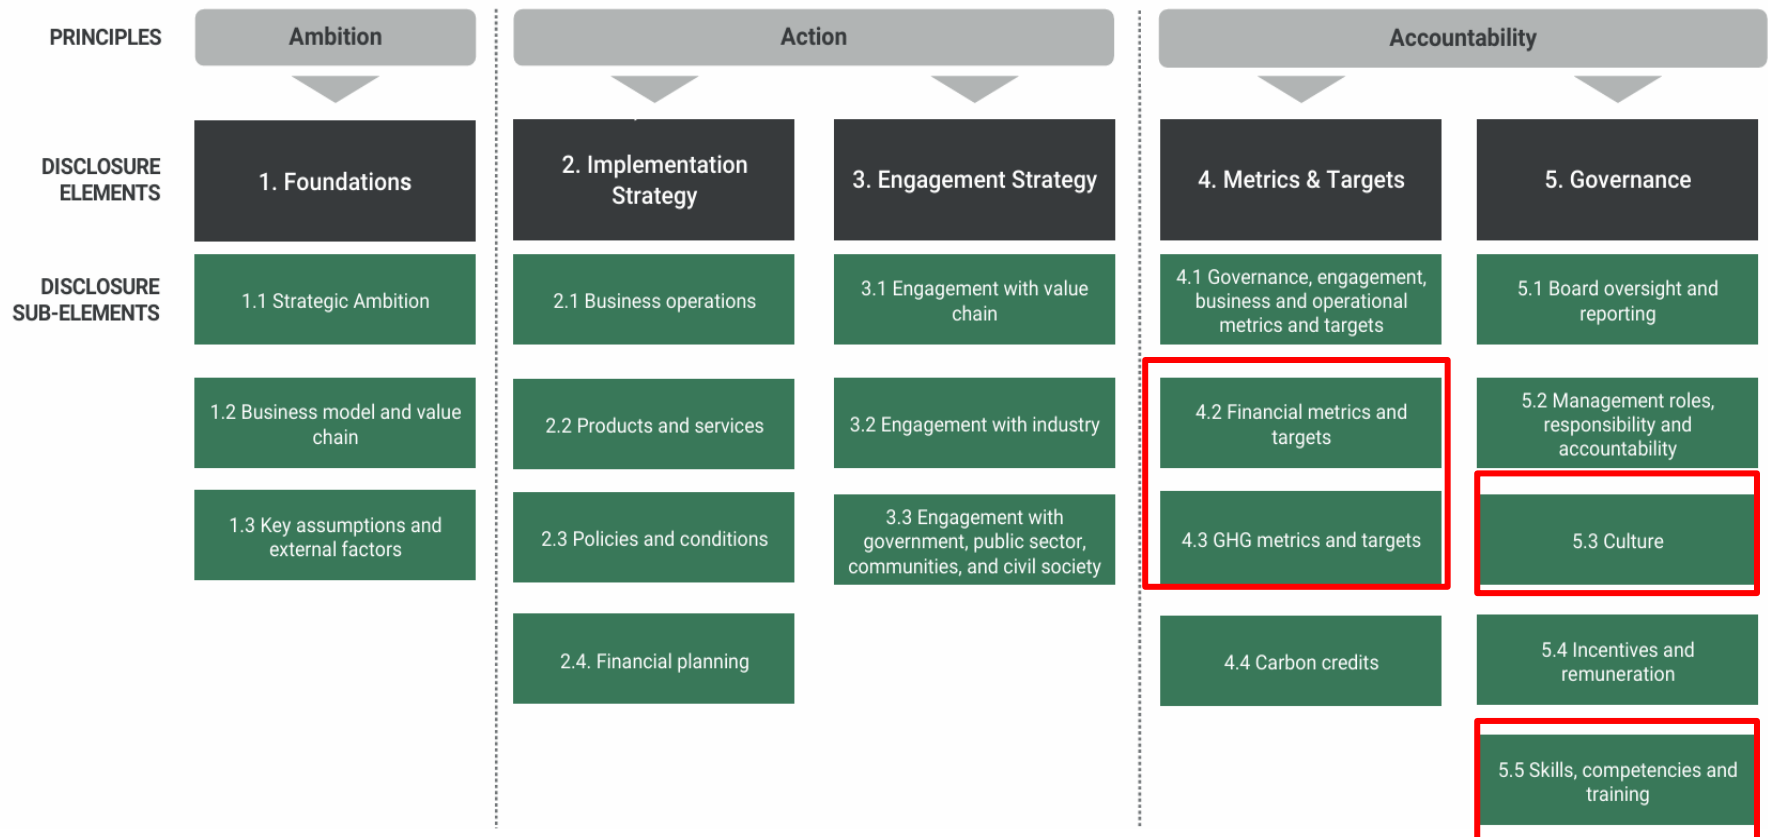 PRINCIPLES
Ambition
Action
Accountability
DISCLOSURE
ELEMENTS
1. Foundations
2. Implementation
Strategy
3. Engagement Strategy
4. Metrics & Targets
5. Governance
DISCLOSURE
SUB-ELEMENTS
1.1 Strategic Ambition
2.1 Business operations
3.1 Engagement with value
chain
4.1 Governance, engagement,
business and operational
metrics and targets
5.1 Board oversight and
reporting
1.2 Business model and value
chain
2.2 Products and services
3.2 Engagement with industry
4.2 Financial metrics and
targets
5.2 Management roles,
responsibility and
accountability
1.3 Key assumptions and
external factors
2.3 Policies and conditions
3.3 Engagement with
government, public sector,
communities, and civil society
4.3 GHG metrics and targets
5.3 Culture
2.4. Financial planning
4.4 Carbon credits
5.4 Incentives and
remuneration
5.5 Skills, competencies and
training